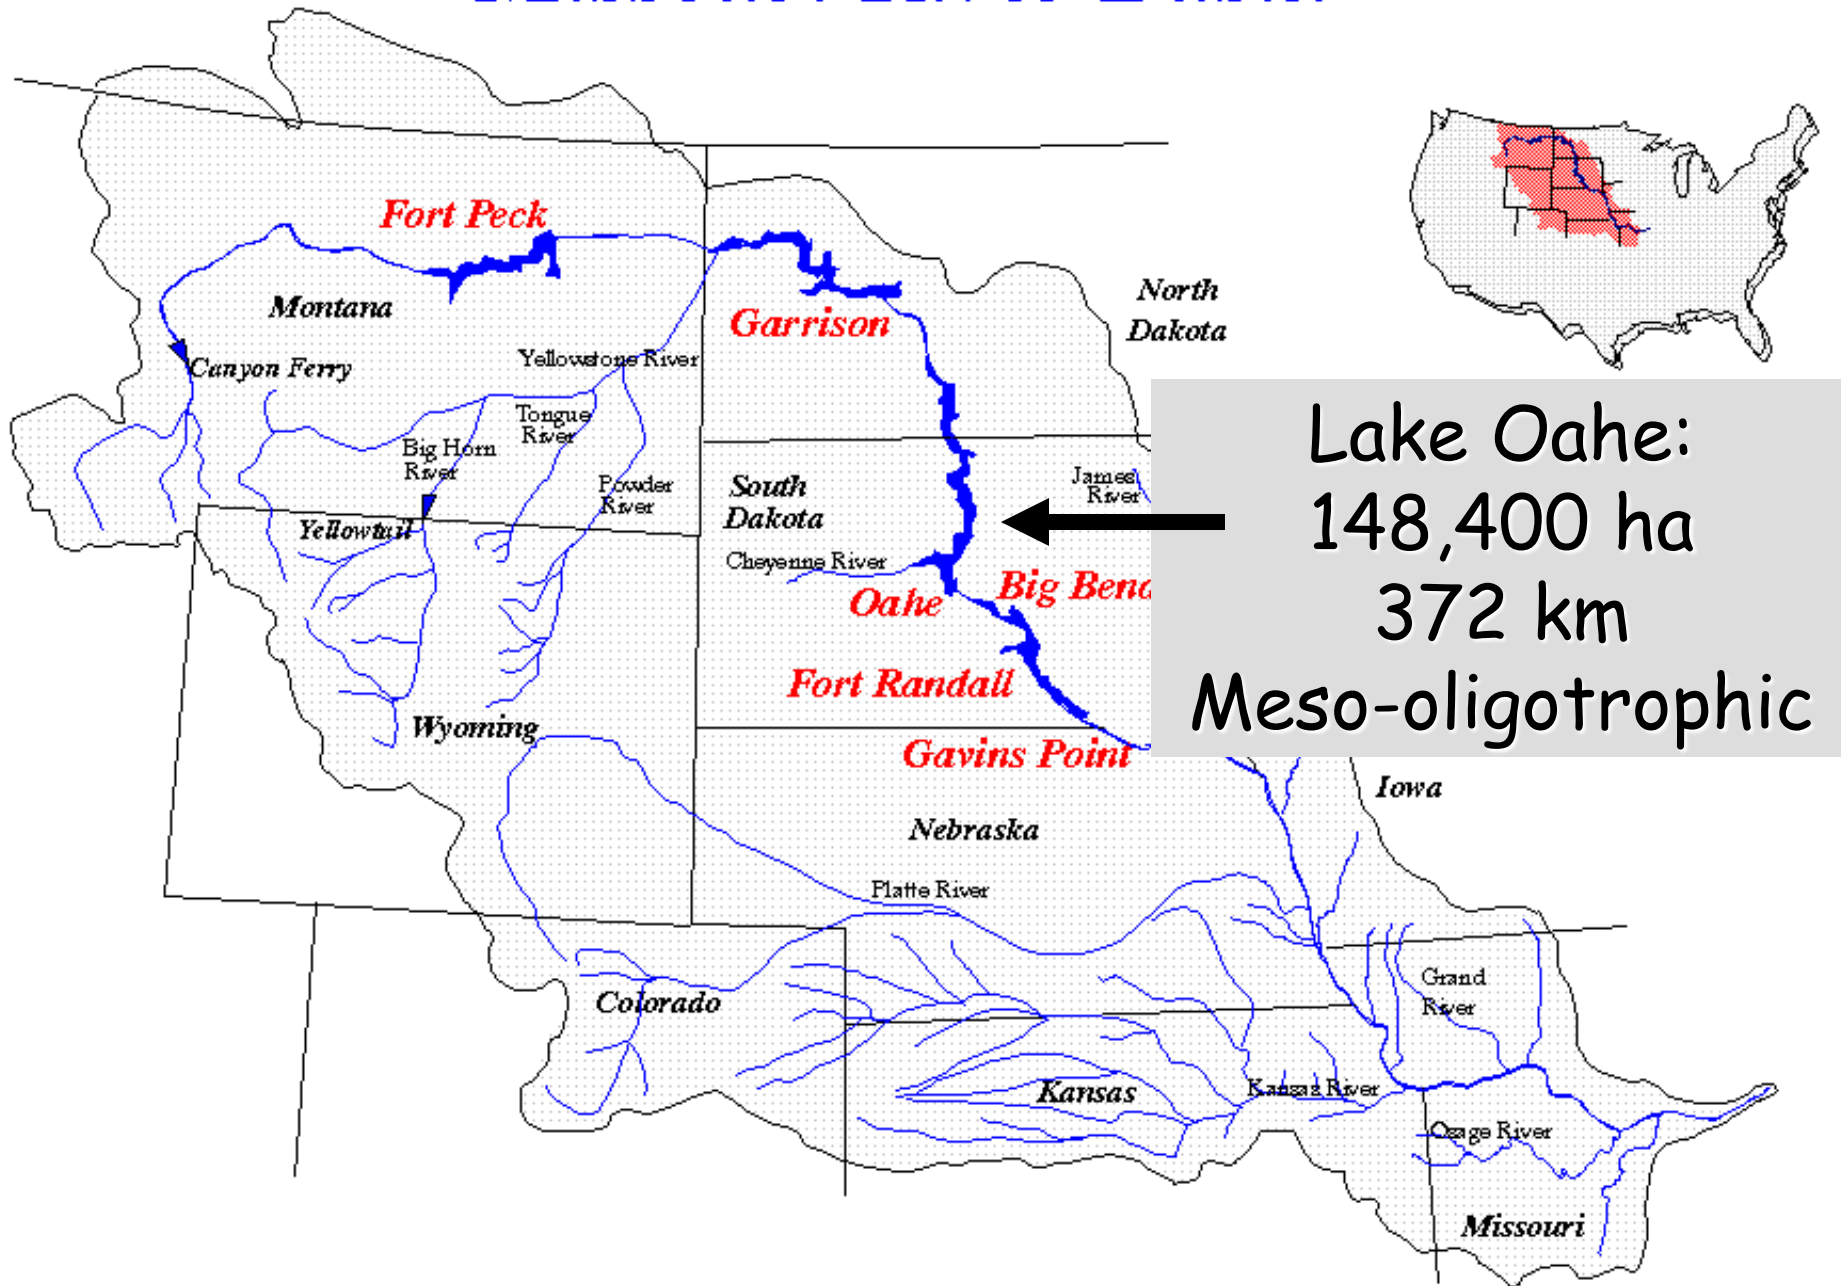 Fort Peck
Montana
Garrison
North
Dakota
Canyon Ferry
Yellowstone River
Tongue
River
Big Horn
River
Powder
River
Yellowtail
South
Dakota
James
River
Cheyenne River
Oahe
Big Bend
Lake Oahe:
148,400 ha
372 km
Meso-oligotrophic
Fort Randall
Wyoming
Gavins Point
Iowa
Nebraska
Platte River
Colorado
Grand
River
Kansas
Kansas River
Osage River
Missouri